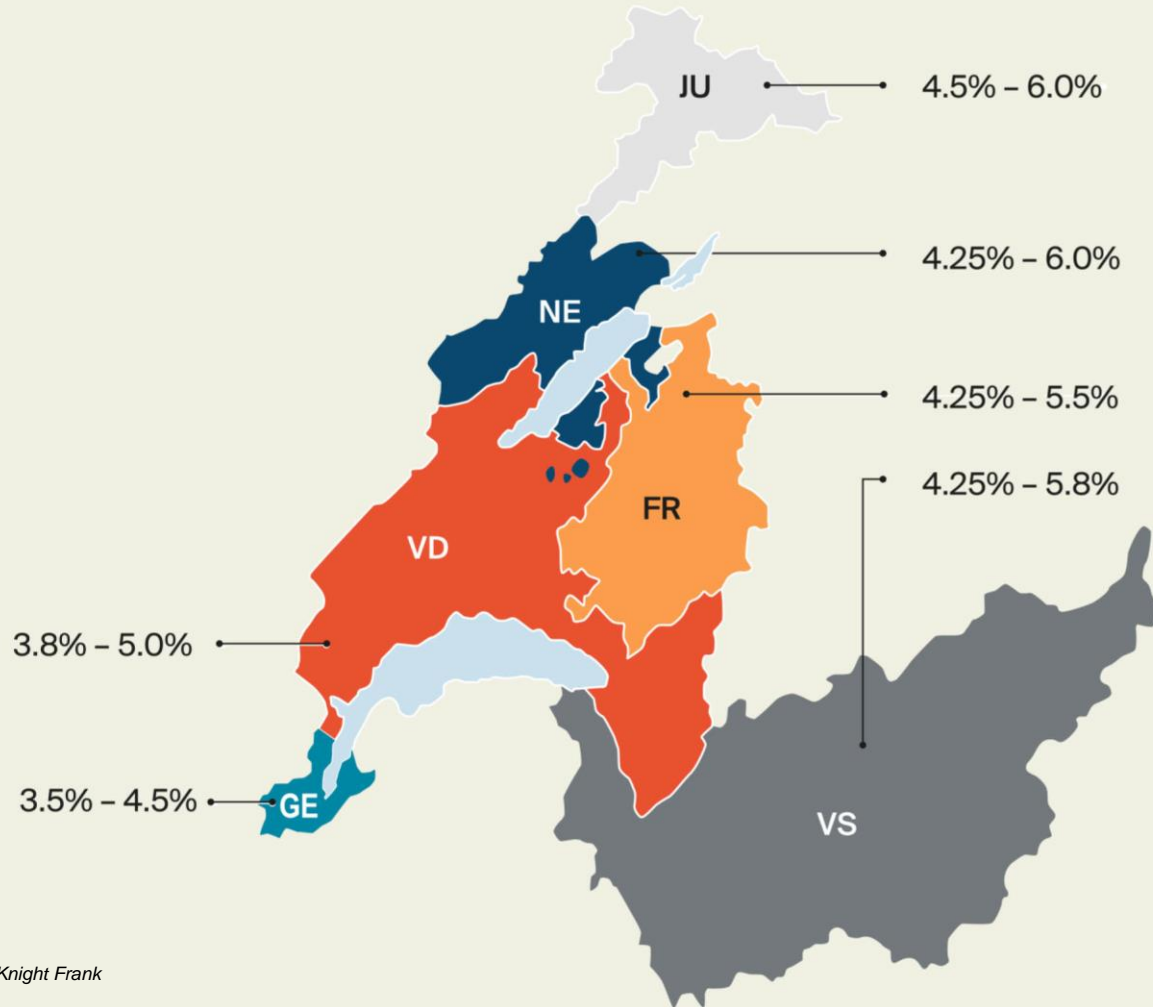 JU
4.5% – 6.0%
4.25% – 6.0%
NE
4.25% – 5.5%
4.25% – 5.8%
FR
VD
3.8% – 5.0%
3.5% – 4.5%
GE
VS
Knight Frank